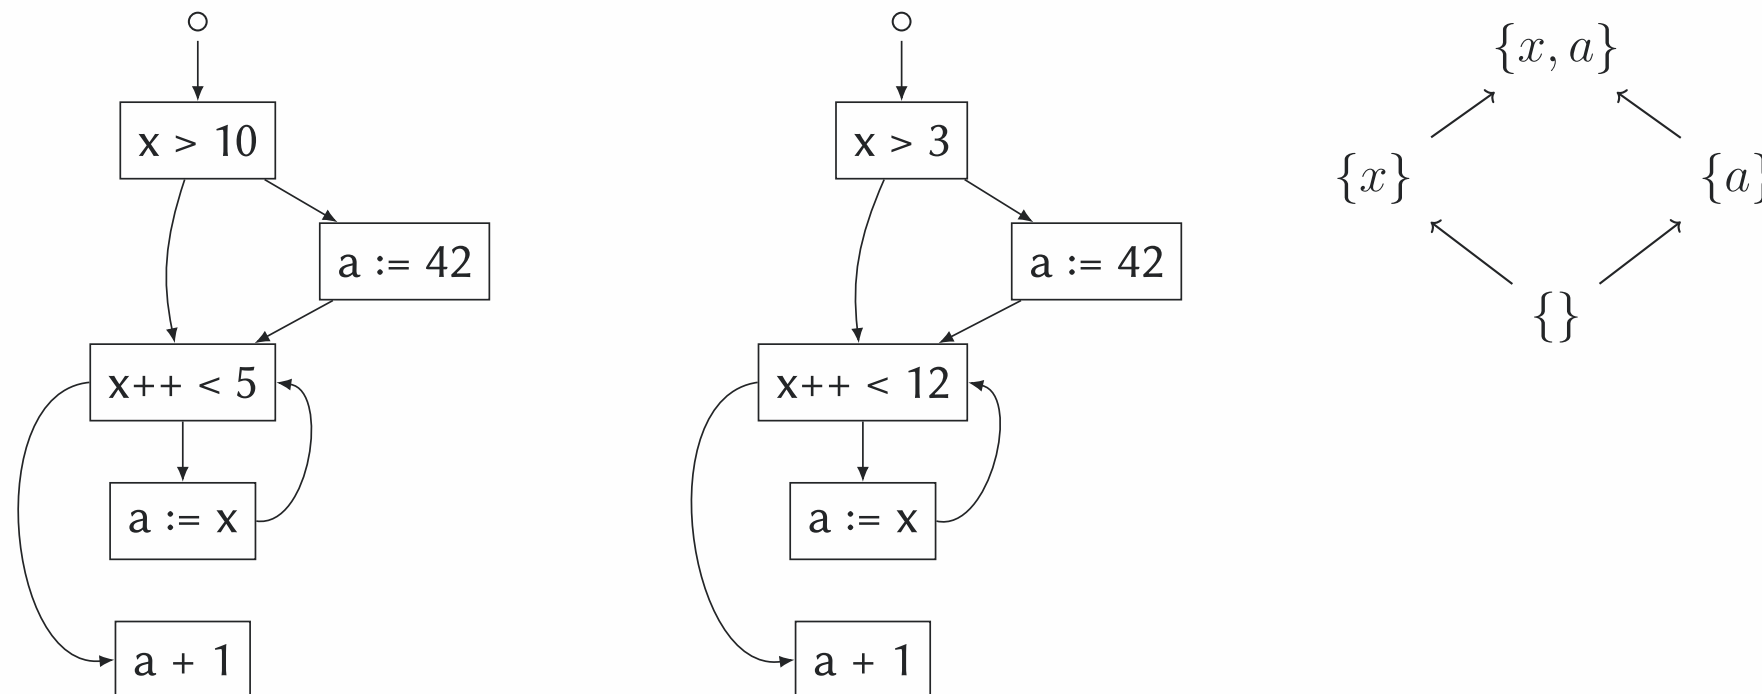 x > 10
a := 42
x++ < 5
a := x
a + 1
x > 3
a := 42
x++ < 12
a := x
a + 1
{x, a}
{x}
{a}
{}